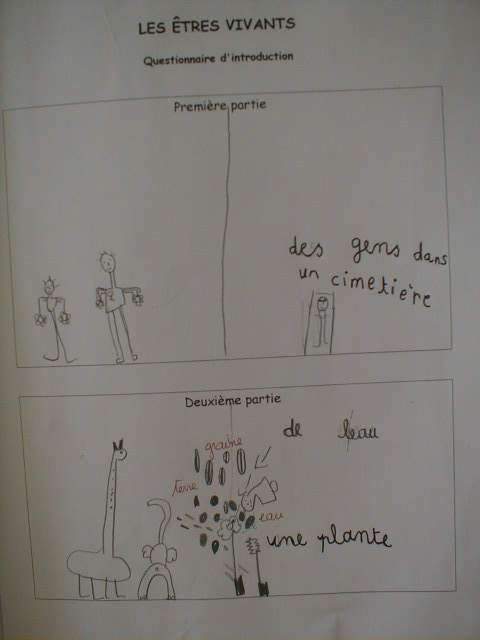 LES ÊTRES VIVANTS
Questionnaire d'introduction
Première partie
des gens dans
un cimetière
Deuxième partie
de l'eau
graine
terre
eau
une plante